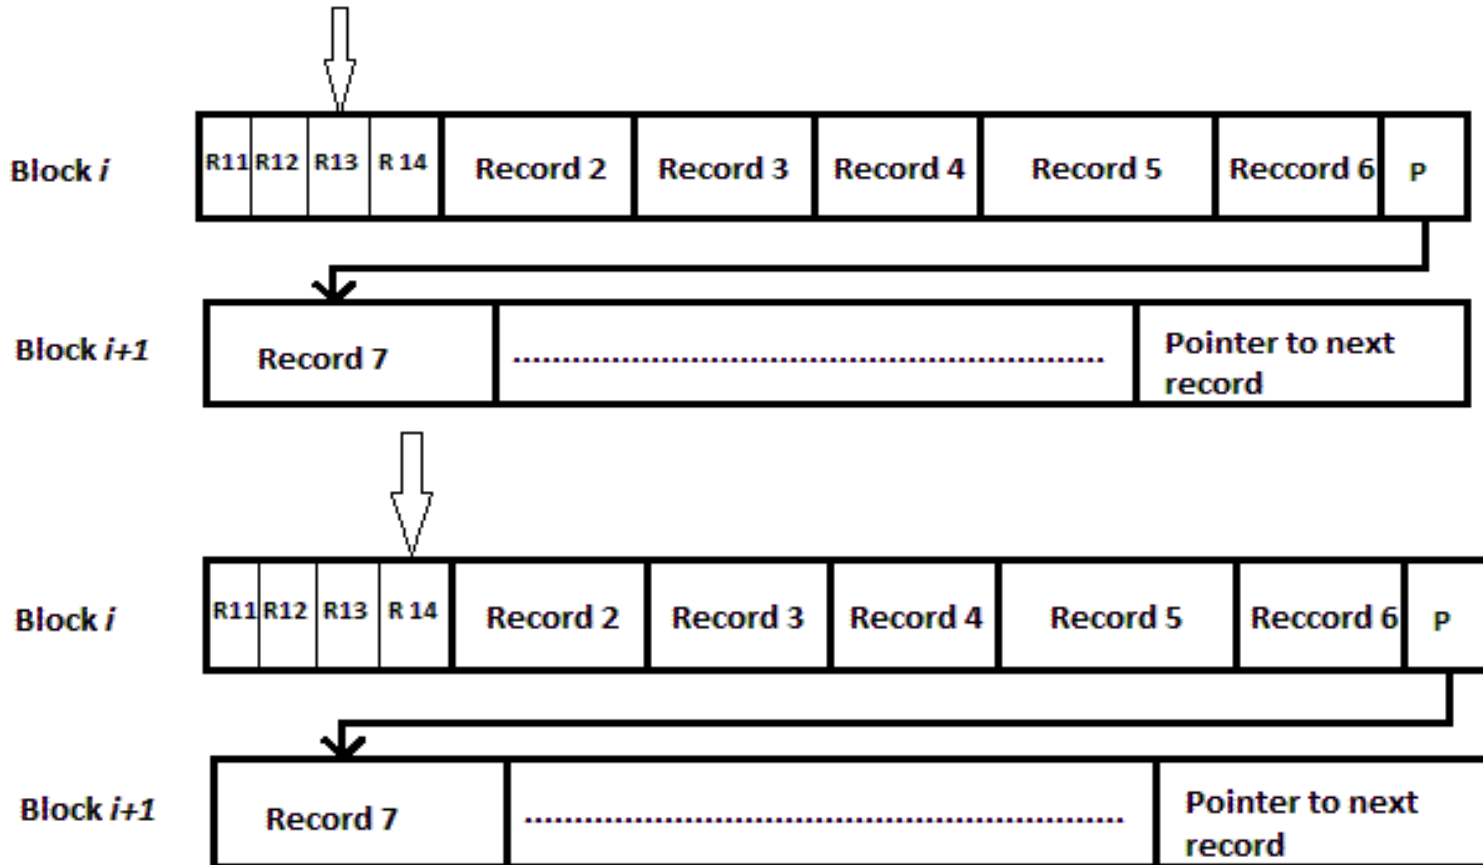 Block i R11 R12 R13 R 14 Record 2 Record 3 Record 4 Record 5 Reccord 6 P
Block i+1 Record 7 ............................................................. Pointer to next
record
Block i R11 R12 R13 R 14 Record 2 Record 3 Record 4 Record 5 Reccord 6 P
Block i+1 Record 7 ............................................................. Pointer to next
record